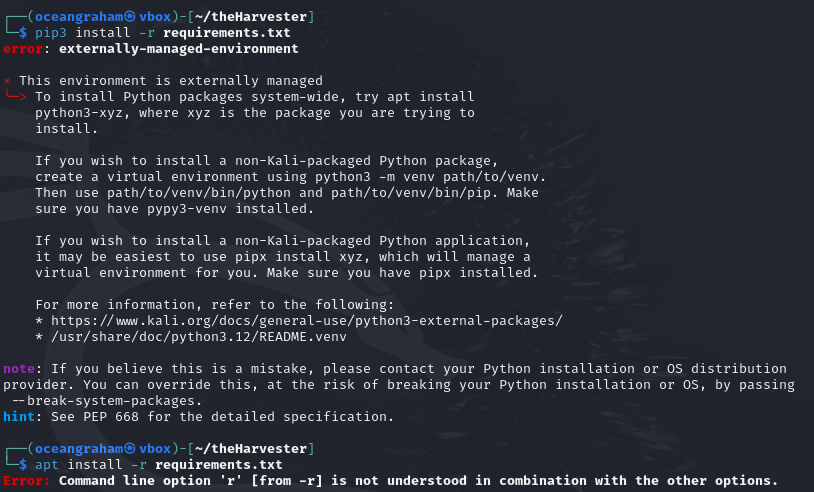 ┌──(oceangraham㉿vbox)-[~/theHarvester]
└─$ pip3 install -r requirements.txt
error: externally-managed-environment

× This environment is externally managed
╰─> To install Python packages system-wide, try apt install
    python3-xyz, where xyz is the package you are trying to
    install.

    If you wish to install a non-Kali-packaged Python package,
    create a virtual environment using python3 -m venv path/to/venv.
    Then use path/to/venv/bin/python and path/to/venv/bin/pip. Make
    sure you have pypy3-venv installed.

    If you wish to install a non-Kali-packaged Python application,
    it may be easiest to use pipx install xyz, which will manage a
    virtual environment for you. Make sure you have pipx installed.

    For more information, refer to the following:
    * https://www.kali.org/docs/general-use/python3-external-packages/
    * /usr/share/doc/python3.12/README.venv

note: If you believe this is a mistake, please contact your Python installation or OS distribution
provider. You can override this, at the risk of breaking your Python installation or OS, by passing
 --break-system-packages.
hint: See PEP 668 for the detailed specification.

┌──(oceangraham㉿vbox)-[~/theHarvester]
└─$ apt install -r requirements.txt
Error: Command line option 'r' [from -r] is not understood in combination with the other options.